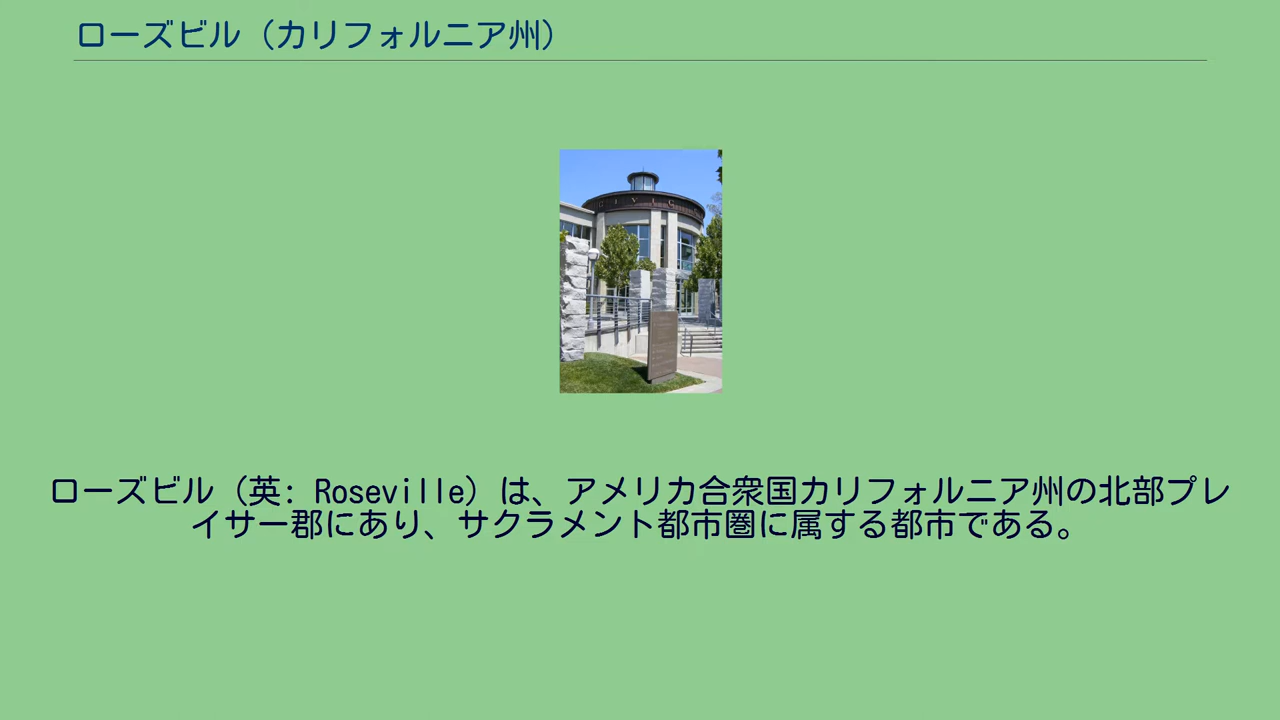 ローズビル（カリフォルニア州）
ローズビル（英: Roseville）は、アメリカ合衆国カリフォルニア州の北部プレ
イサー郡にあり、サクラメント都市圏に属する都市である。